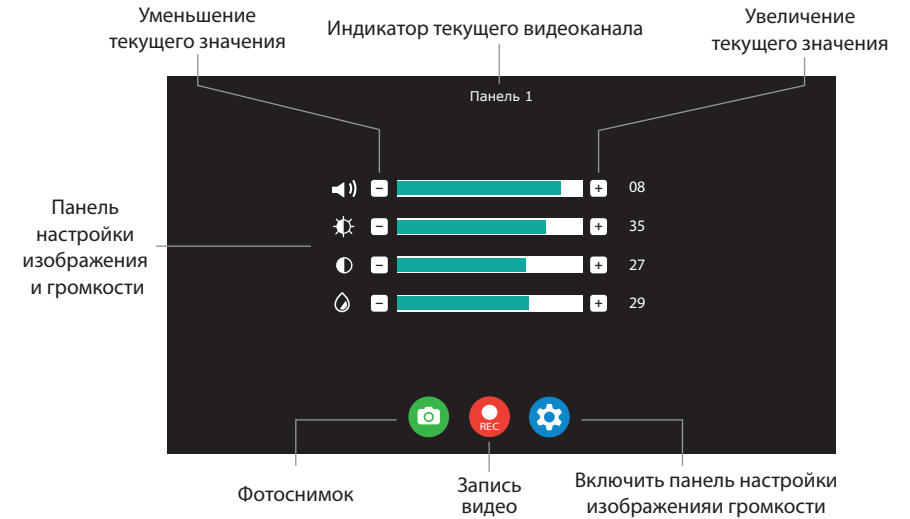 Уменьшение
текущего значения
Индикатор текущего видеоканала
Увеличение
текущего значения
Панель 1
08
35
27
29
Панель
настройки
изображения
и громкости
REC
Фотоснимок
Запись
видео
Включить панель настройки
изображенияи громкости